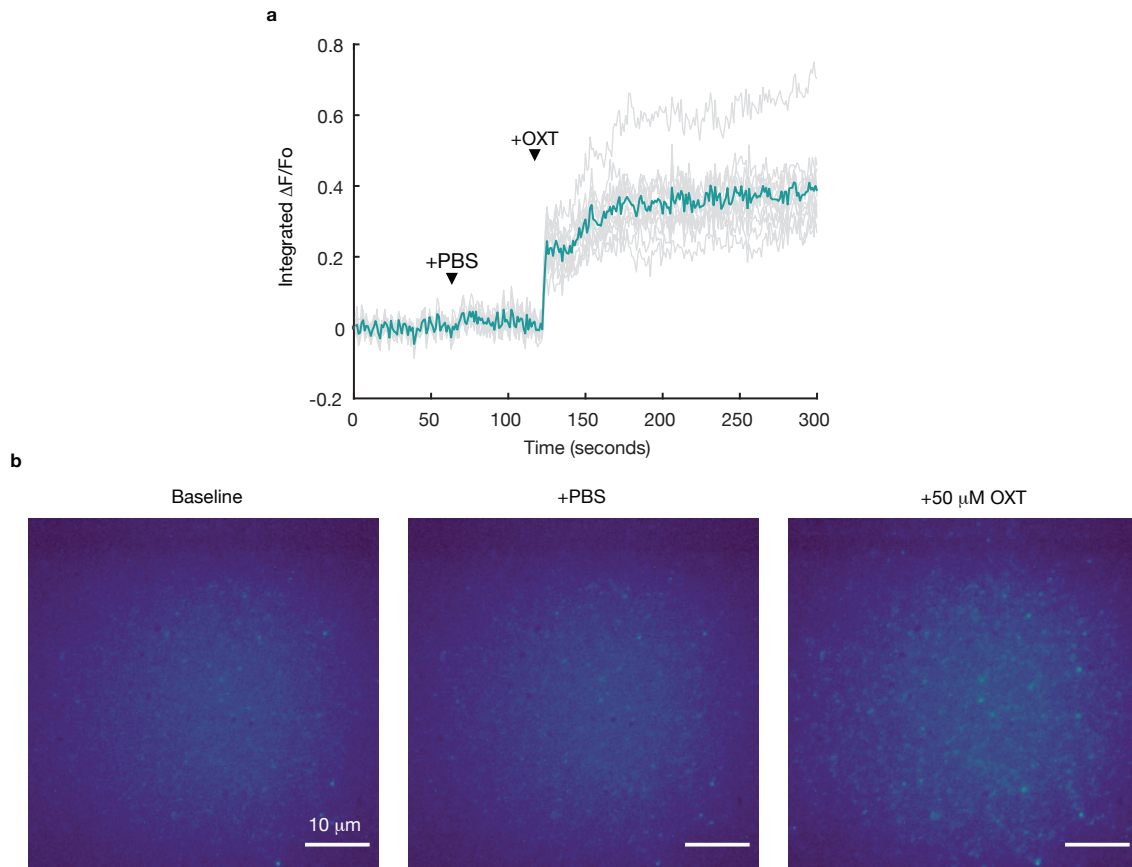 a
0.8
0.6
0.4
0.2
0
-0.2
Integrated ΔF/Fo
+OXT
+PBS
0 50 100 150 200 250 300
Time (seconds)
b
Baseline +PBS +50 μM OXT
10 μm